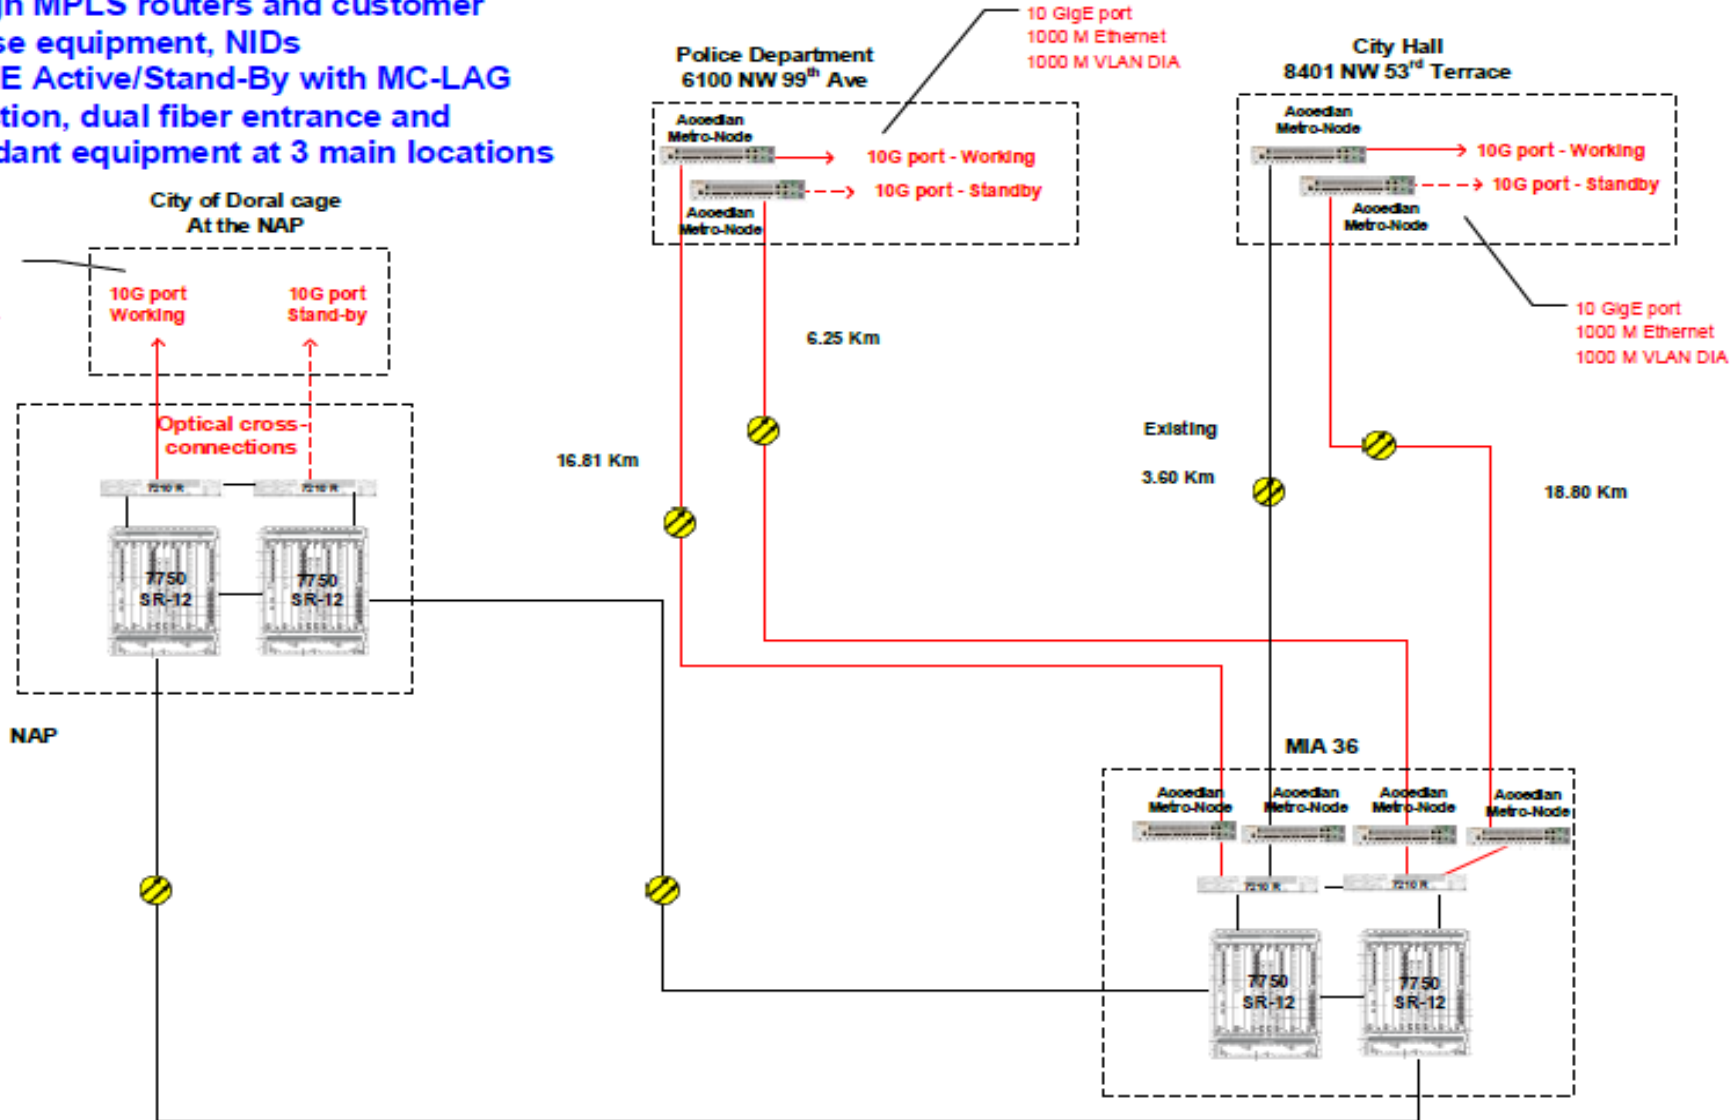 gn MPLS routers and customer
se equipment, NIDs
E Active/Stand-By with MC-LAG
tion, dual fiber entrance and
dant equipment at 3 main locations
City of Doral cage
At the NAP
10G port
Working
10G port
Stand-by
Optical cross-
connections
7210 R
7210 R
7750
SR-12
7750
SR-12
NAP
Police Department
6100 NW 99th Ave
Accedian
Metro-Node
10G port - Working
10G port - Standby
Accedian
Metro-Node
10 GigE port
1000 M Ethernet
1000 M VLAN DIA
City Hall
8401 NW 53rd Terrace
Accedian
Metro-Node
10G port - Working
10G port - Standby
Accedian
Metro-Node
10 GigE port
1000 M Ethernet
1000 M VLAN DIA
6.25 Km
16.81 Km
Existing
3.60 Km
18.80 Km
MIA 36
Accedian
Metro-Node
Accedian
Metro-Node
Accedian
Metro-Node
Accedian
Metro-Node
7210 R
7210 R
7750
SR-12
7750
SR-12